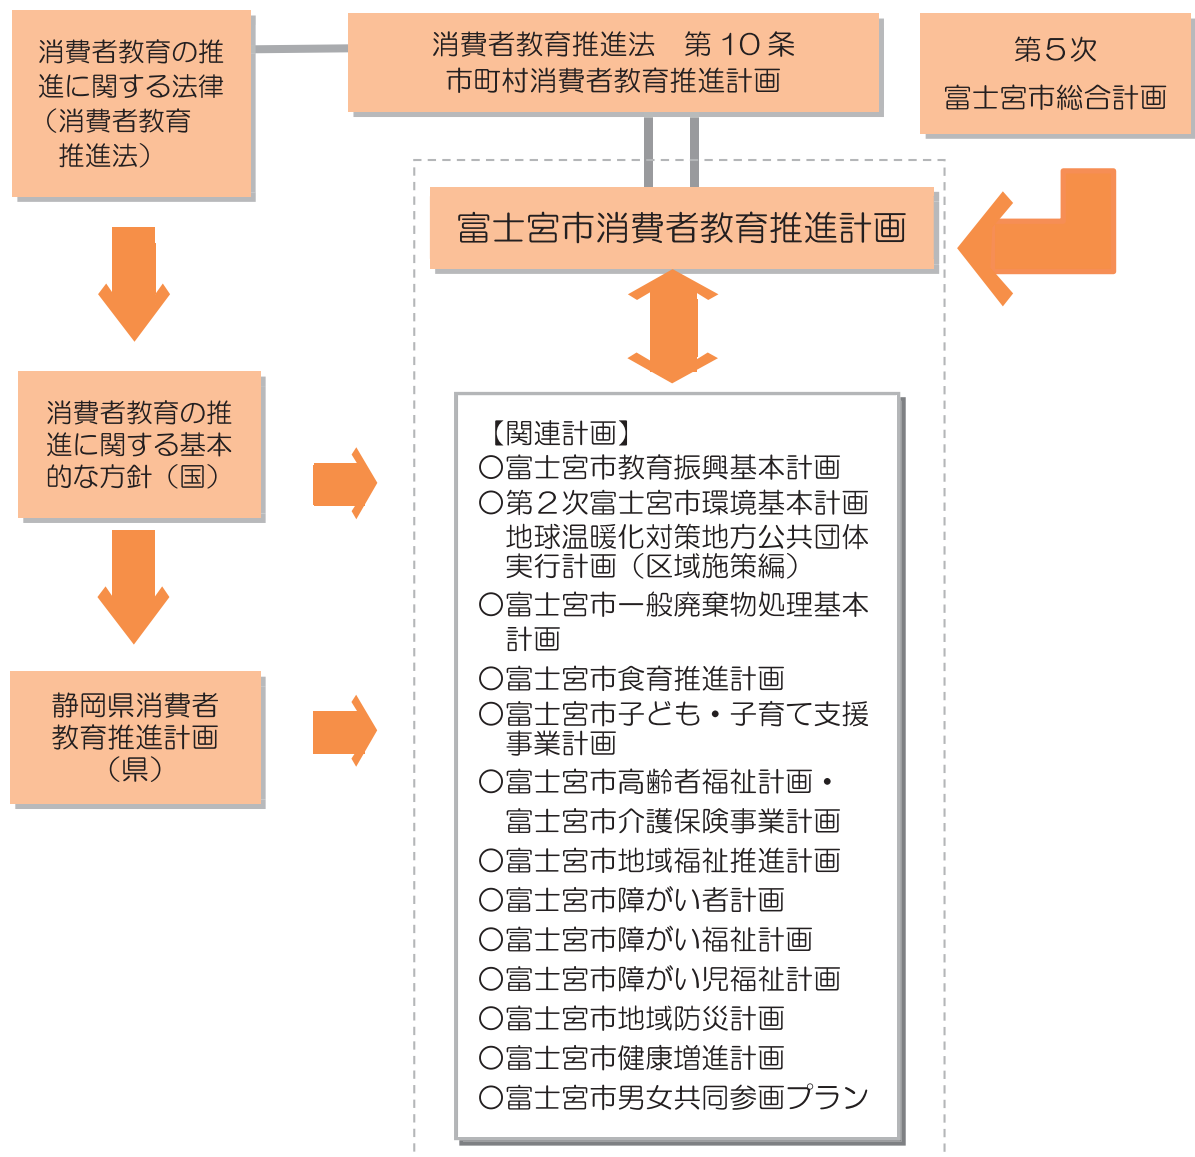 消費者教育の推
進に関する法律
（消費者教育
推進法）
消費者教育推進法　第 10 条
市町村消費者教育推進計画
第５次
富士宮市総合計画
富士宮市消費者教育推進計画
消費者教育の推
進に関する基本
的な方針（国）
静岡県消費者
教育推進計画
（県）
【関連計画】
〇富士宮市教育振興基本計画
〇第２次富士宮市環境基本計画
地球温暖化対策地方公共団体
実行計画（区域施策編）
〇富士宮市一般廃棄物処理基本
計画
〇富士宮市食育推進計画
〇富士宮市子ども・子育て支援
事業計画
〇富士宮市高齢者福祉計画・
富士宮市介護保険事業計画
〇富士宮市地域福祉推進計画
〇富士宮市障がい者計画
〇富士宮市障がい福祉計画
〇富士宮市障がい児福祉計画
〇富士宮市地域防災計画
〇富士宮市健康増進計画
〇富士宮市男女共同参画プラン